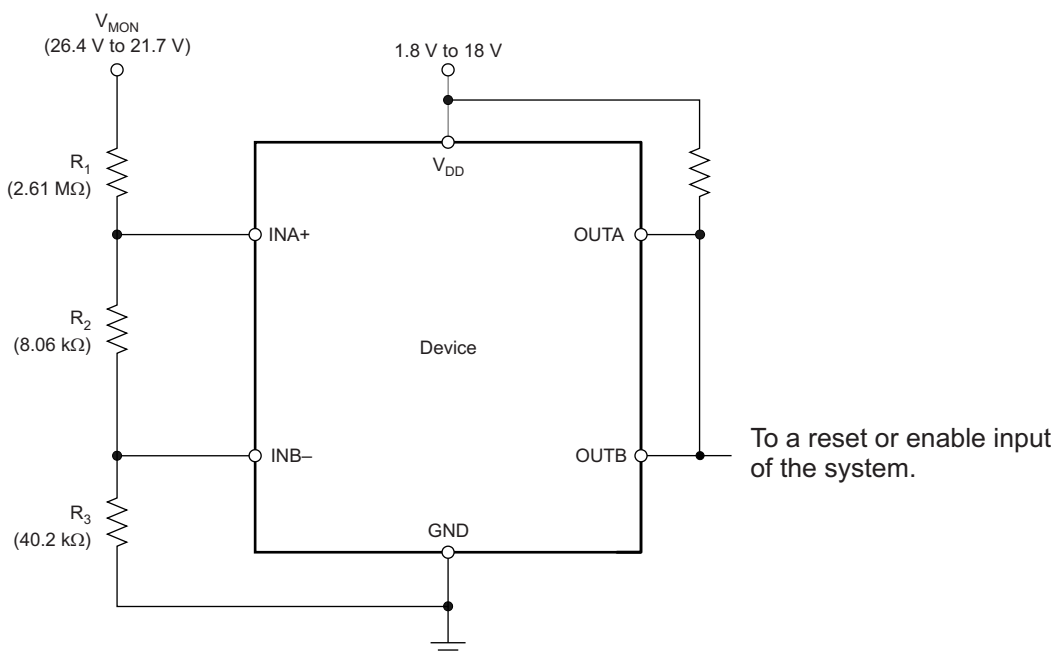 VMON
(26.4 V to 21.7 V)
1.8 V to 18 V
R1
(2.61 MΩ)
VDD
INA+
OUTA
R2
(8.06 kΩ)
Device
INB–
OUTB
To a reset or enable input
of the system.
R3
(40.2 kΩ)
GND